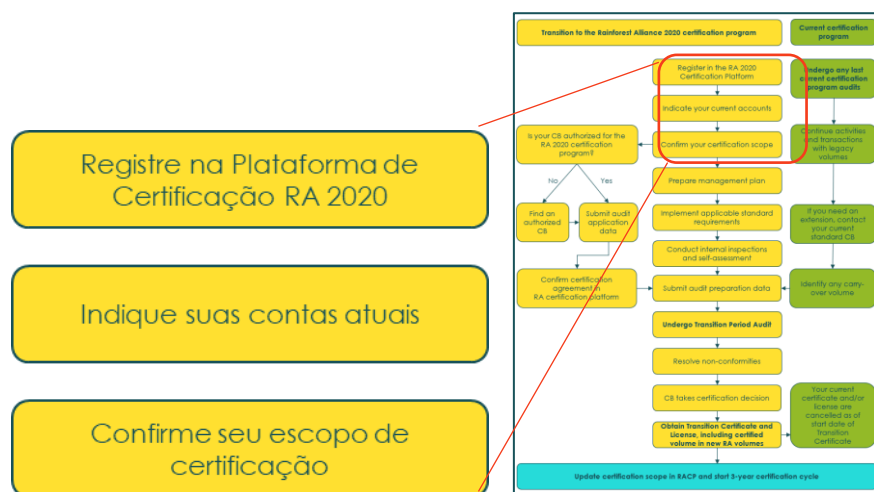 Registre na Plataforma de
Certificação RA 2020
Indique suas contas atuais
Confirme seu escopo de
certificação
Transition to the Rainforest Alliance 2020 certification program
Current certification
program
Register in the RA 2020
Certification Platform
Undergo any last
current certification
program audits
Indicate your current accounts
Is your CB authorized for the
RA 2020 certification
program?
Confirm your certification scope
Continue activities
and transactions
with legacy
volumes
No
Yes
Prepare management plan
Find an
authorized
CB
Submit audit
application
data
Implement applicable standard
requirements
If you need an
extension, contact
your current
standard CB
Conduct internal inspections
and self-assessment
Confirm certification
agreement in
RA certification platform
Submit audit preparation data
Identify any carry-
over volume
Undergo Transition Period Audit
Resolve non-conformities
CB takes certification decision
Your current
certificate and/or
license are
cancelled as of
start date of
Transition
Certificate
Obtain Transition Certificate and
License, including certified
volume in new RA volumes
Update certification scope in RACP and start 3-year certification cycle